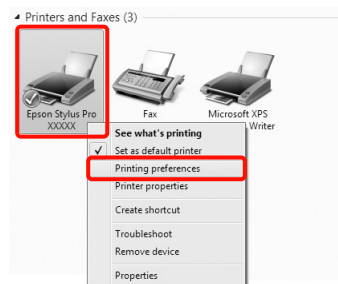 Printers and Faxes (3)
Epson Stylus Pro
XXXXX
Fax
Microsoft XPS
Writer
See what's printing
Set as default printer
Printing preferences
Printer properties
Create shortcut
Troubleshoot
Remove device
Properties